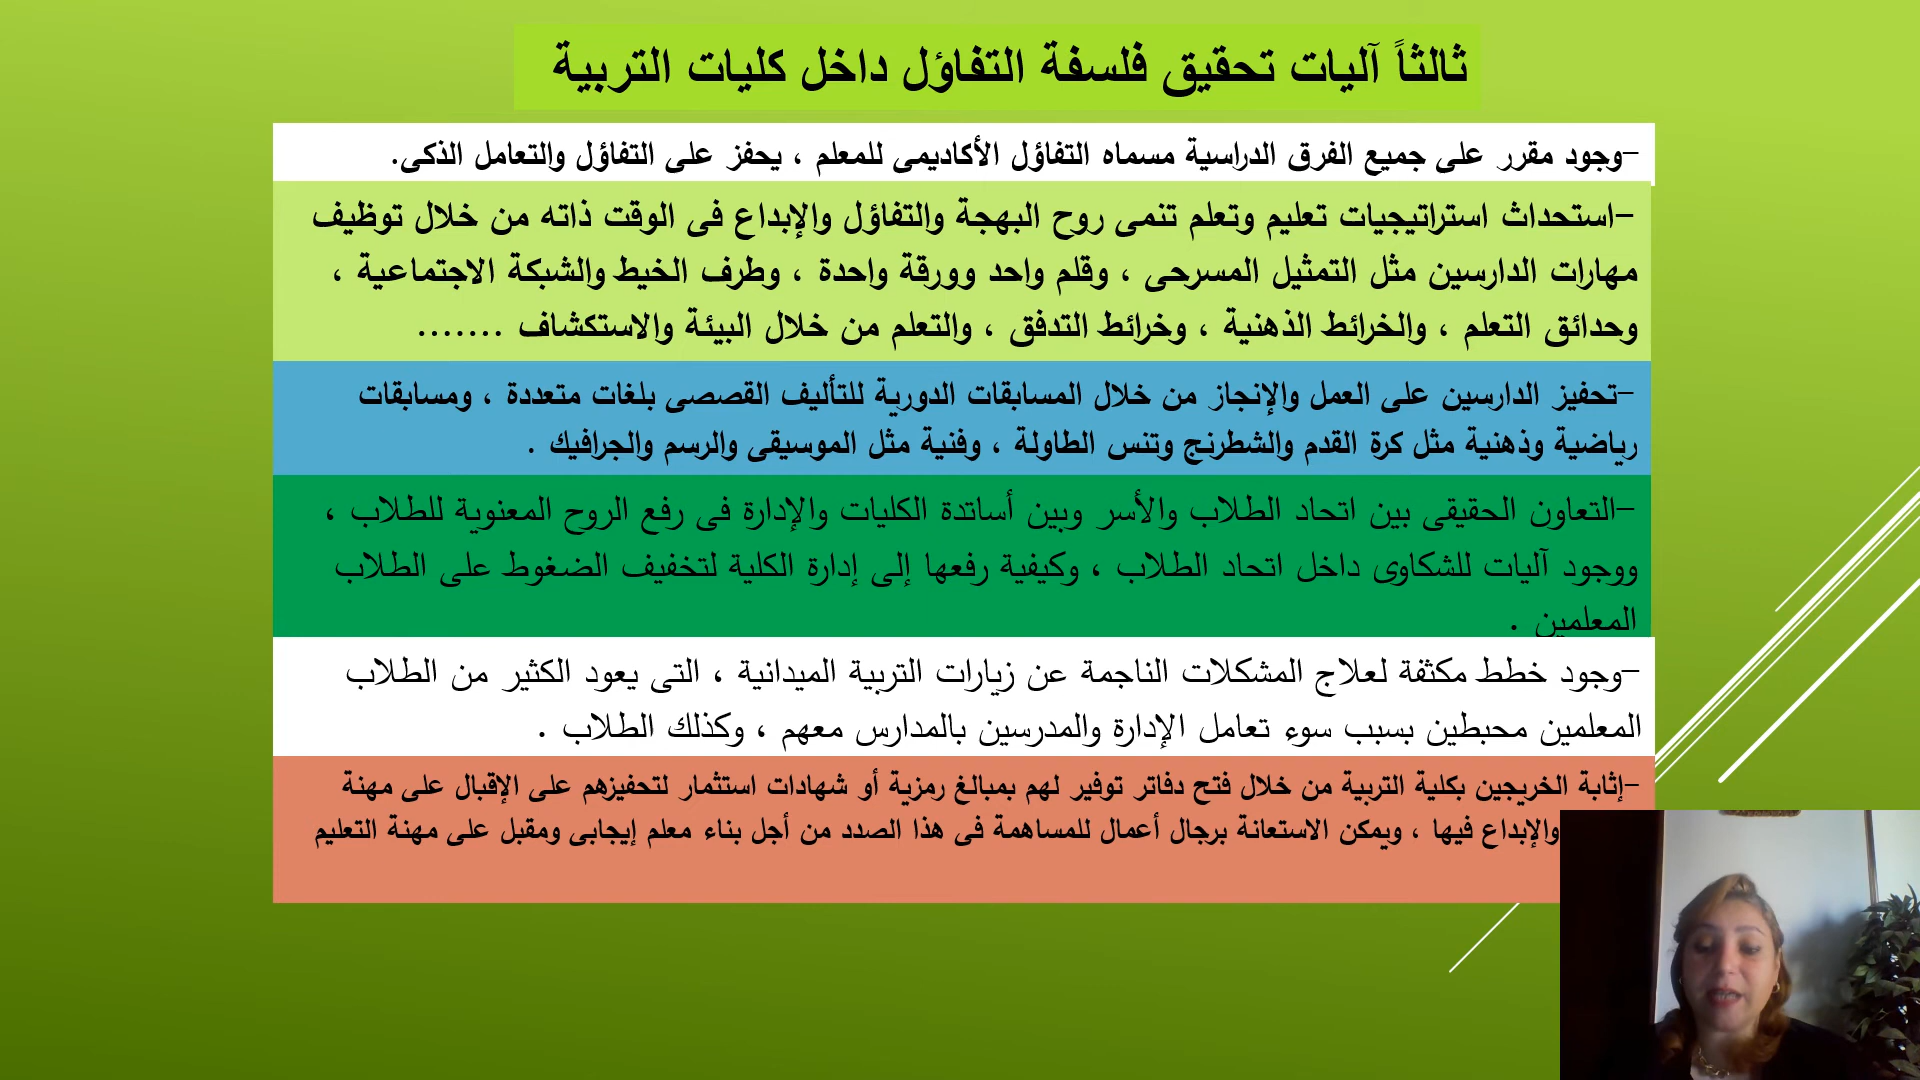 ثالثاً آليات تحقيق فلسفة التفاؤل داخل كليات التربية
-وجود مقرر على جميع الفرق الدراسية مسماه التفاؤل الأكاديمى للمعلم ، يحفز على التفاؤل والتعامل الذكى.
-استحداث استراتيجيات تعليم وتعلم تنمى روح البهجة والتفاؤل والإبداع فى الوقت ذاته من خلال توظيف
مهارات الدارسين مثل التمثيل المسرحى ، وقلم واحد وورقة واحدة ، وطرف الخيط والشبكة الاجتماعية ،
وحدائق التعلم ، والخرائط الذهنية ، وخرائط التدفق ، والتعلم من خلال البيئة والاستكشاف .......
-تحفيز الدارسين على العمل والإنجاز من خلال المسابقات الدورية للتأليف القصصى بلغات متعددة ، ومسابقات
رياضية وذهنية مثل كرة القدم والشطرنج وتنس الطاولة ، وفنية مثل الموسيقى والرسم والجرافيك .
-التعاون الحقيقى بين اتحاد الطلاب والأسر وبين أساتدة الكليات والإدارة فى رفع الروح المعنوية للطلاب ،
ووجود آليات للشكاوى داخل اتحاد الطلاب ، وكيفية رفعها إلى إدارة الكلية لتخفيف الضغوط على الطلاب
المعلمين .
-وجود خطط مكثفة لعلاج المشكلات الناجمة عن زيارات التربية الميدانية ، التى يعود الكثير من الطلاب
المعلمين محبطين بسبب سوء تعامل الإدارة والمدرسين بالمدارس معهم ، وكذلك الطلاب .
-إثابة الخريجين بكلية التربية من خلال فتح دفاتر توفير لهم بمبالغ رمزية أو شهادات استثمار لتحفيزهم على الإقبال على مهنة
والإبداع فيها ، ويمكن الاستعانة برجال أعمال للمساهمة فى هذا الصدد من أجل بناء معلم إيجابى ومقبل على مهنة التعليم